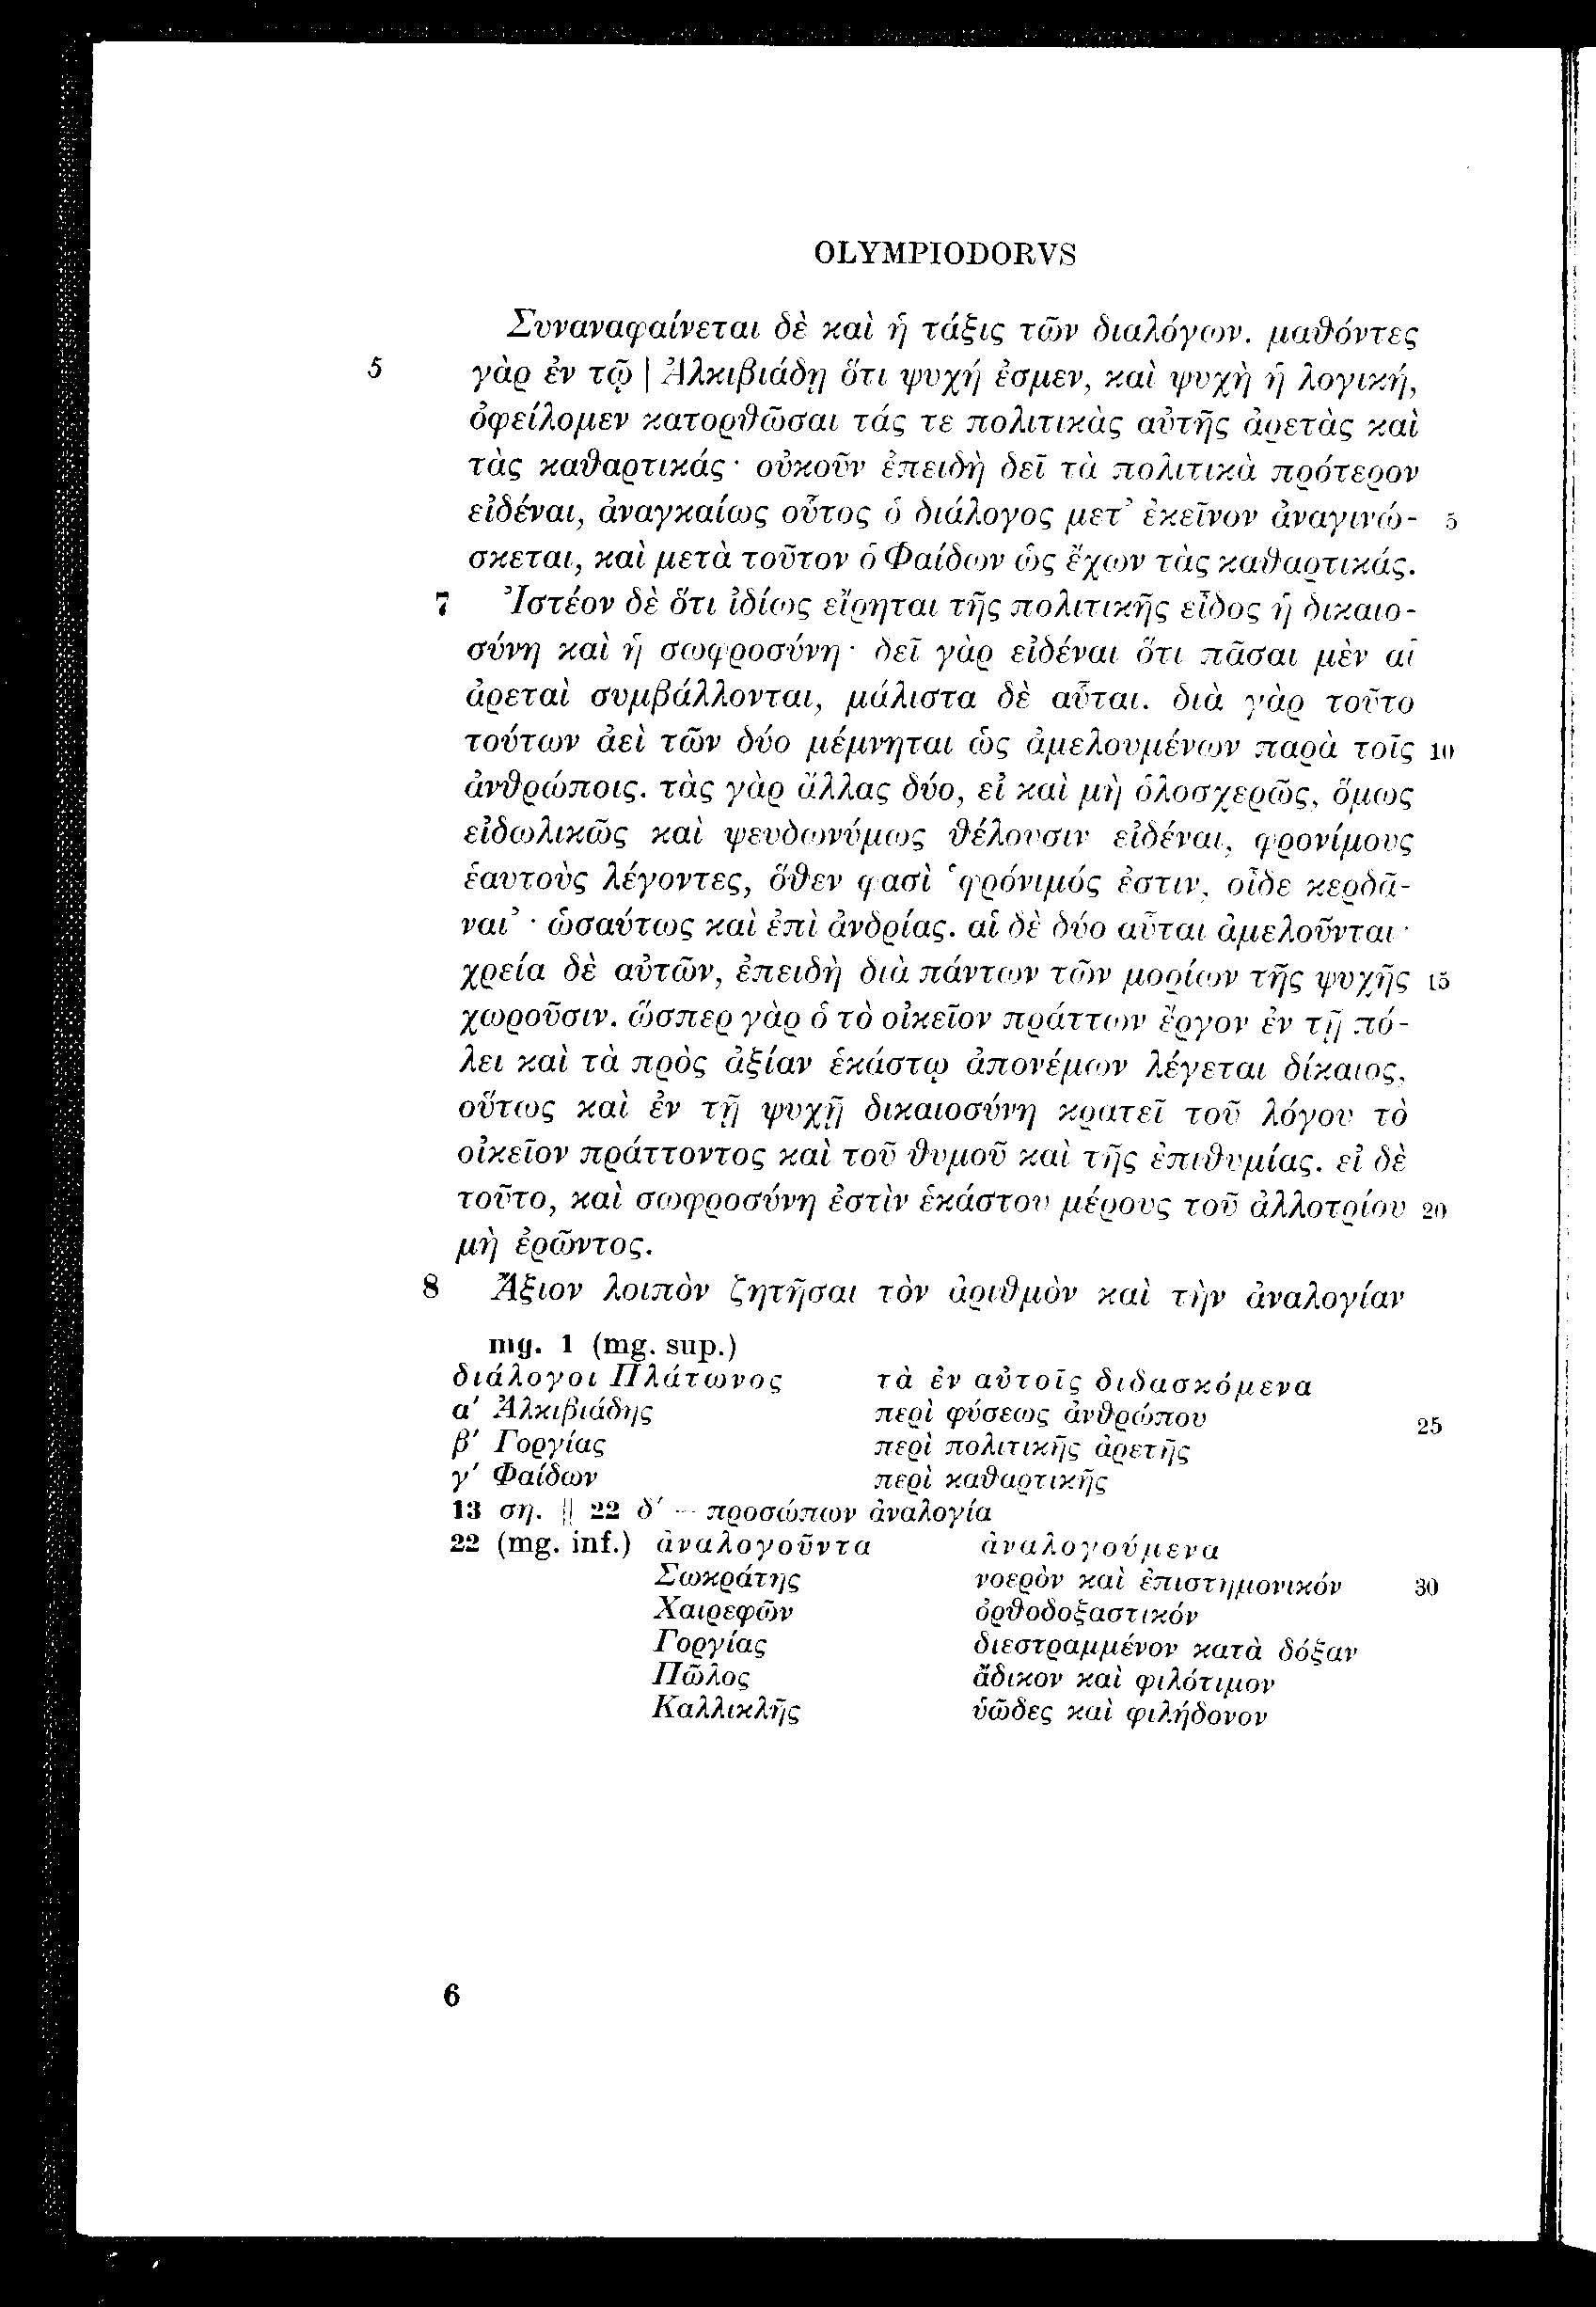 OLYMPIODORVS
Συναναφαίνεται δὲ καὶ ἡ τάξις τῶν διαλόγων. μαθόντες
5 γὰρ ἐν τῷ | Ἀλκιβιάδῃ ὅτι ψυχή ἐσμεν, καὶ ψυχὴ ἡ λογική,
ὀφείλομεν κατορθῶσαι τάς τε πολιτικὰς αὐτῆς ἀρετὰς καὶ
τὰς καθαρτικάς· οὐκοῦν ἐπειδὴ δεῖ τὰ πολιτικὰ πρότερον
εἰδέναι, ἀναγκαίως οὗτος ὁ διάλογος μετ’ ἐκεῖνον ἀναγινώ- 5
σκεται, καὶ μετὰ τοῦτον ὁ Φαίδων ὡς ἔχων τὰς καθαρτικάς.
7 Ἰστέον δὲ ὅτι ἰδίως εἴρηται τῆς πολιτικῆς εἶδος ἡ δικαιο-
σύνη καὶ ἡ σωφροσύνη· δεῖ γὰρ εἰδέναι ὅτι πᾶσαι μὲν αἱ
ἀρεταὶ συμβάλλονται, μάλιστα δὲ αὗται. διὰ γὰρ τοῦτο
τούτων ἀεὶ τῶν δύο μέμνηται ὡς ἀμελουμένων παρὰ τοῖς 10
ἀνθρώποις. τὰς γὰρ ἄλλας δύο, εἰ καὶ μὴ ὁλοσχερῶς, ὅμως
εἰδωλικῶς καὶ ψευδωνύμως θέλουσιν εἰδέναι, φρονίμους
ἑαυτοὺς λέγοντες, ὅθεν φασὶ ‘φρόνιμός ἐστιν, οἶδε κερδᾶ-
ναι’· ὡσαύτως καὶ ἐπὶ ἀνδρίας. αἱ δὲ δύο αὗται ἀμελοῦνται·
χρεία δὲ αὐτῶν, ἐπειδὴ διὰ πάντων τῶν μορίων τῆς ψυχῆς 15
χωροῦσιν. ὥσπερ γὰρ ὁ τὸ οἰκεῖον πράττων ἔργον ἐν τῇ πό-
λει καὶ τὰ πρὸς ἀξίαν ἑκάστῳ ἀπονέμων λέγεται δίκαιος,
οὕτως καὶ ἐν τῇ ψυχῇ δικαιοσύνη κρατεῖ τοῦ λόγου τὸ
οἰκεῖον πράττοντος καὶ τοῦ θυμοῦ καὶ τῆς ἐπιθυμίας. εἰ δὲ
τοῦτο, καὶ σωφροσύνη ἐστὶν ἑκάστου μέρους τοῦ ἀλλοτρίου 20
μὴ ἐρῶντος.
8 Ἄξιον λοιπὸν ζητῆσαι τὸν ἀριθμὸν καὶ τὴν ἀναλογίαν
mg. 1 (mg. sup.)
διάλογοι Πλάτωνος τὰ ἐν αὐτοῖς διδασκόμενα
α′ Ἀλκιβιάδης περὶ φύσεως ἀνθρώπου 25
β′ Γοργίας περὶ πολιτικῆς ἀρετῆς
γ′ Φαίδων περὶ καθαρτικῆς
13 ση. || 22 δ′ – προσώπων ἀναλογία
22 (mg. inf.) ἀναλογοῦντα ἀναλογούμενα
Σωκράτης νοερὸν καὶ ἐπιστημονικόν 30
Χαιρεφῶν ὀρθοδοξαστικόν
Γοργίας διεστραμμένον κατὰ δόξαν
Πῶλος ἄδικον καὶ φιλότιμον
Καλλικλῆς ὑῶδες καὶ φιλήδονον
6